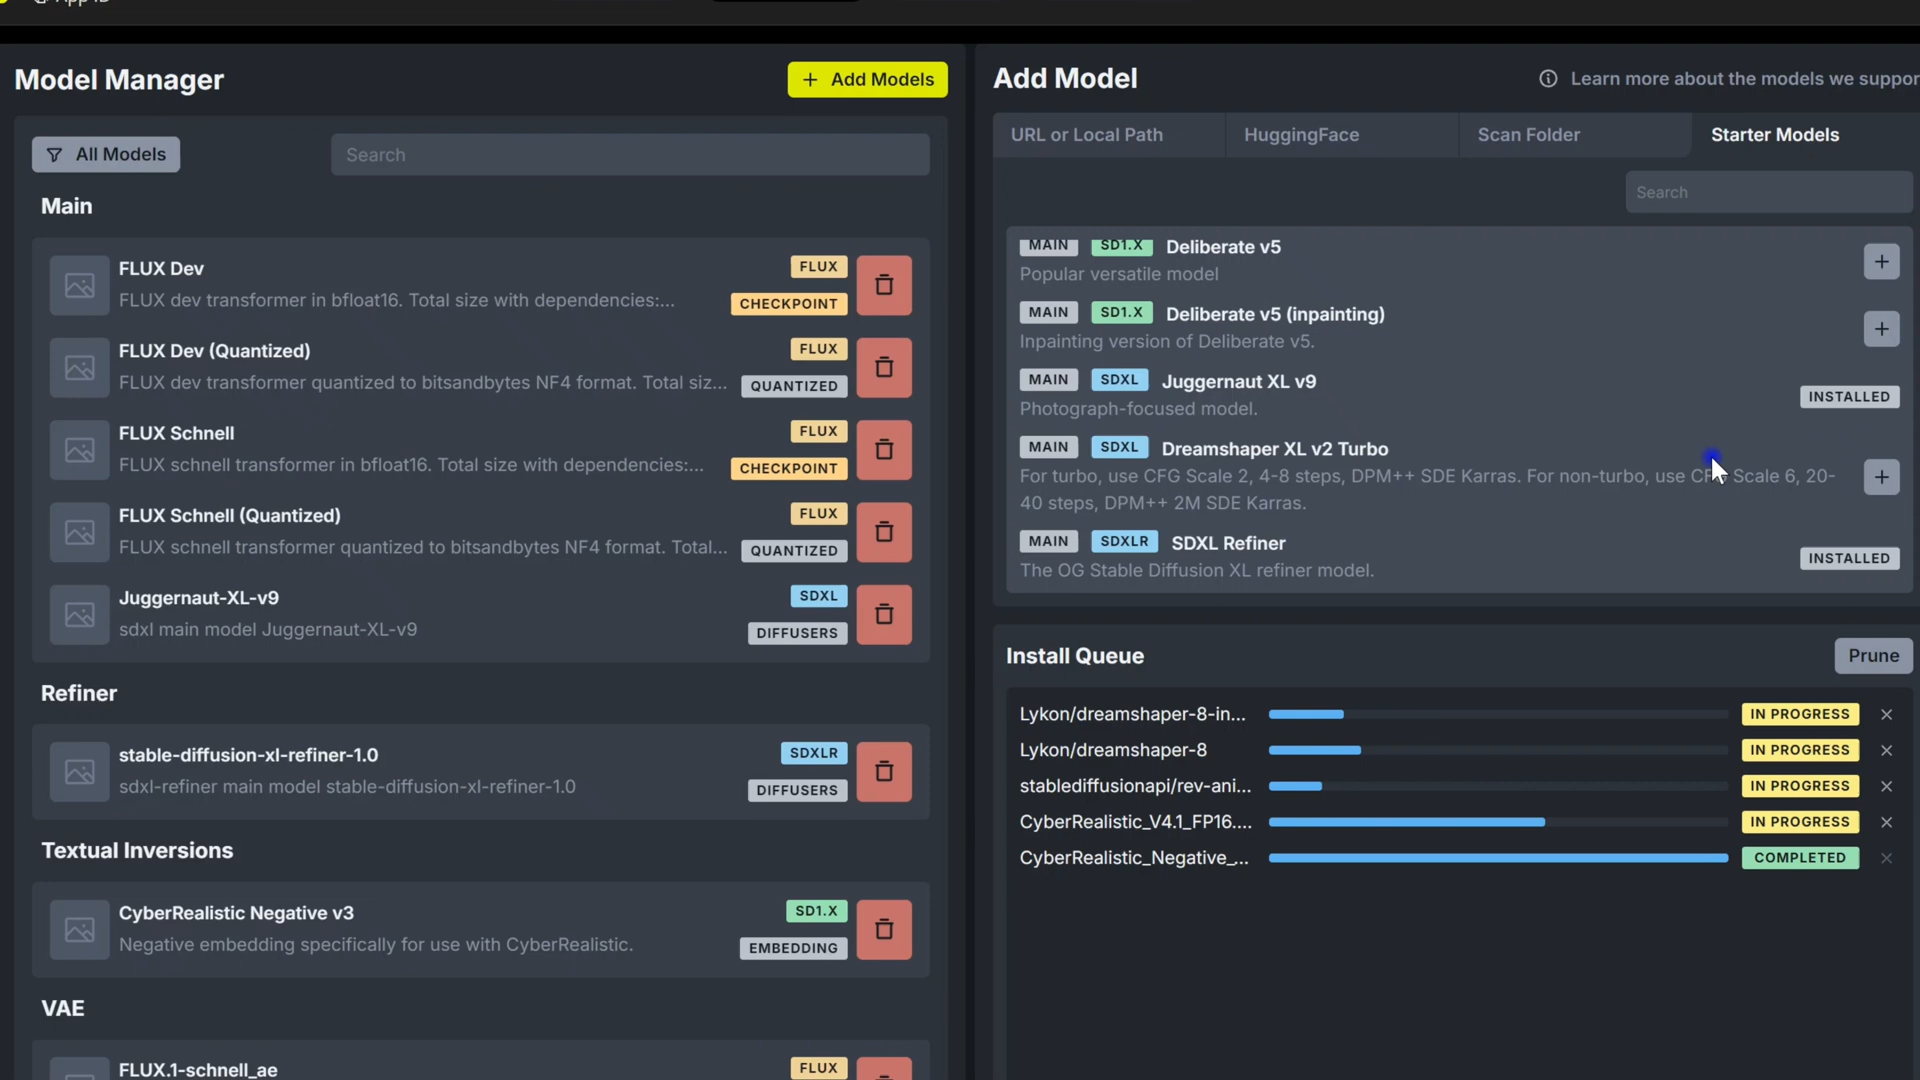 App ID
Model Manager
+ Add Models
All Models
Search
Main
FLUX Dev
FLUX
FLUX dev transformer in bfloat16. Total size with dependencies:...
CHECKPOINT
FLUX Dev (Quantized)
FLUX
FLUX dev transformer quantized to bitsandbytes NF4 format. Total siz...
QUANTIZED
FLUX Schnell
FLUX
FLUX schnell transformer in bfloat16. Total size with dependencies:...
CHECKPOINT
FLUX Schnell (Quantized)
FLUX
FLUX schnell transformer quantized to bitsandbytes NF4 format. Total...
QUANTIZED
Juggernaut-XL-v9
SDXL
sdxl main model Juggernaut-XL-v9
DIFFUSERS
Refiner
stable-diffusion-xl-refiner-1.0
SDXLR
sdxl-refiner main model stable-diffusion-xl-refiner-1.0
DIFFUSERS
Textual Inversions
CyberRealistic Negative v3
SD1.X
Negative embedding specifically for use with CyberRealistic.
EMBEDDING
VAE
FLUX.1-schnell_ae
FLUX
Add Model
Learn more about the models we suppor
URL or Local Path
HuggingFace
Scan Folder
Starter Models
Search
MAIN SD1.X Deliberate v5
Popular versatile model
MAIN SD1.X Deliberate v5 (inpainting)
Inpainting version of Deliberate v5.
MAIN SDXL Juggernaut XL v9
Photograph-focused model.
INSTALLED
MAIN SDXL Dreamshaper XL v2 Turbo
For turbo, use CFG Scale 2, 4-8 steps, DPM++ SDE Karras. For non-turbo, use CFG Scale 6, 20-
40 steps, DPM++ 2M SDE Karras.
MAIN SDXLR SDXL Refiner
The OG Stable Diffusion XL refiner model.
INSTALLED
Install Queue
Prune
Lykon/dreamshaper-8-in...
IN PROGRESS
Lykon/dreamshaper-8
IN PROGRESS
stablediffusionapi/rev-ani...
IN PROGRESS
CyberRealistic_V4.1_FP16....
IN PROGRESS
CyberRealistic_Negative_...
COMPLETED